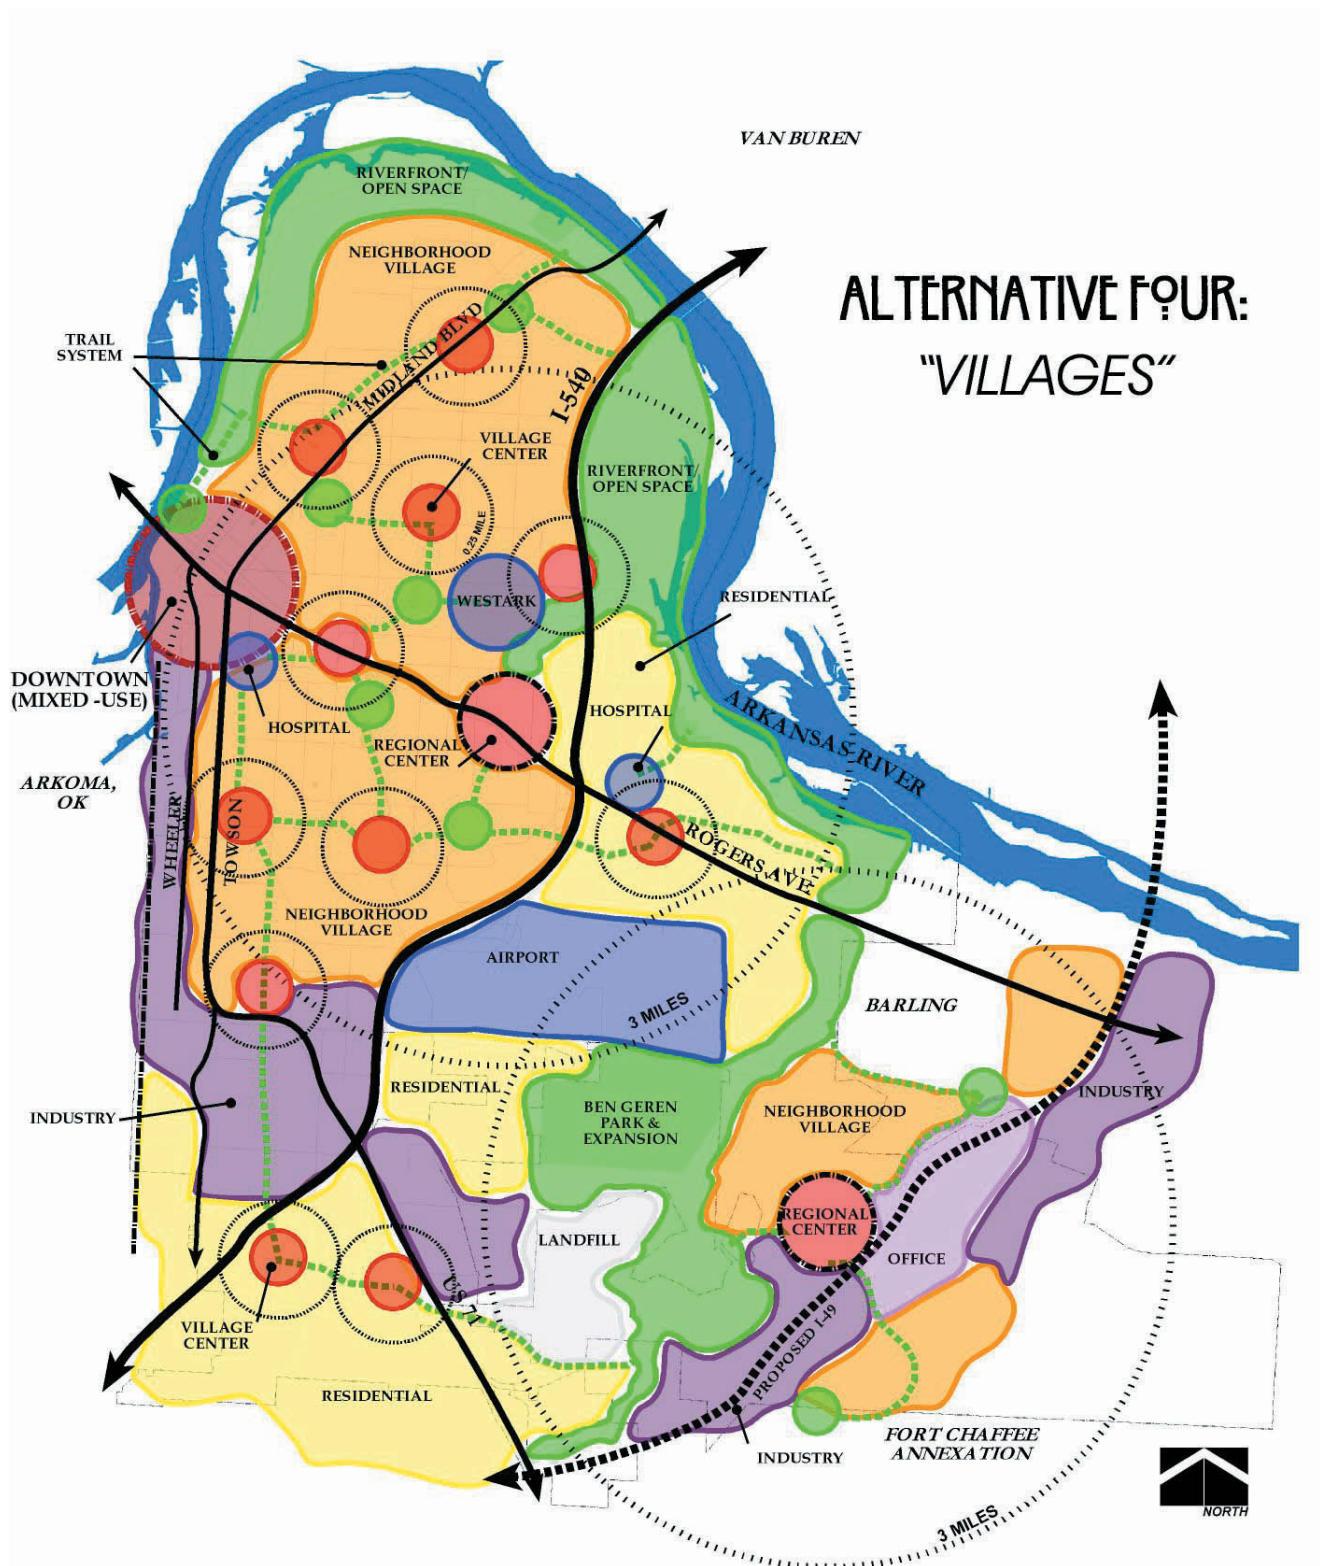 VAN BUREN
RIVERFRONT/
OPEN SPACE
NEIGHBORHOOD
VILLAGE
ALTERNATIVE FOUR:
"VILLAGES"
TRAIL
SYSTEM
MIDLAND BLVD
I-540
VILLAGE
CENTER
RIVERFRONT/
OPEN SPACE
0.25 MILE
WESTARK
RESIDENTIAL
DOWNTOWN
(MIXED -USE)
HOSPITAL
HOSPITAL
REGIONAL
CENTER
ARKANSAS RIVER
ARKOMA,
OK
WHEELER
TOWSON
ROGERS AVE
NEIGHBORHOOD
VILLAGE
AIRPORT
3 MILES
BARLING
RESIDENTIAL
INDUSTRY
BEN GEREN
PARK &
EXPANSION
NEIGHBORHOOD
VILLAGE
INDUSTRY
REGIONAL
CENTER
LANDFILL
OFFICE
US 71
VILLAGE
CENTER
PROPOSED I-49
RESIDENTIAL
INDUSTRY
FORT CHAFFEE
ANNEXATION
3 MILES
NORTH